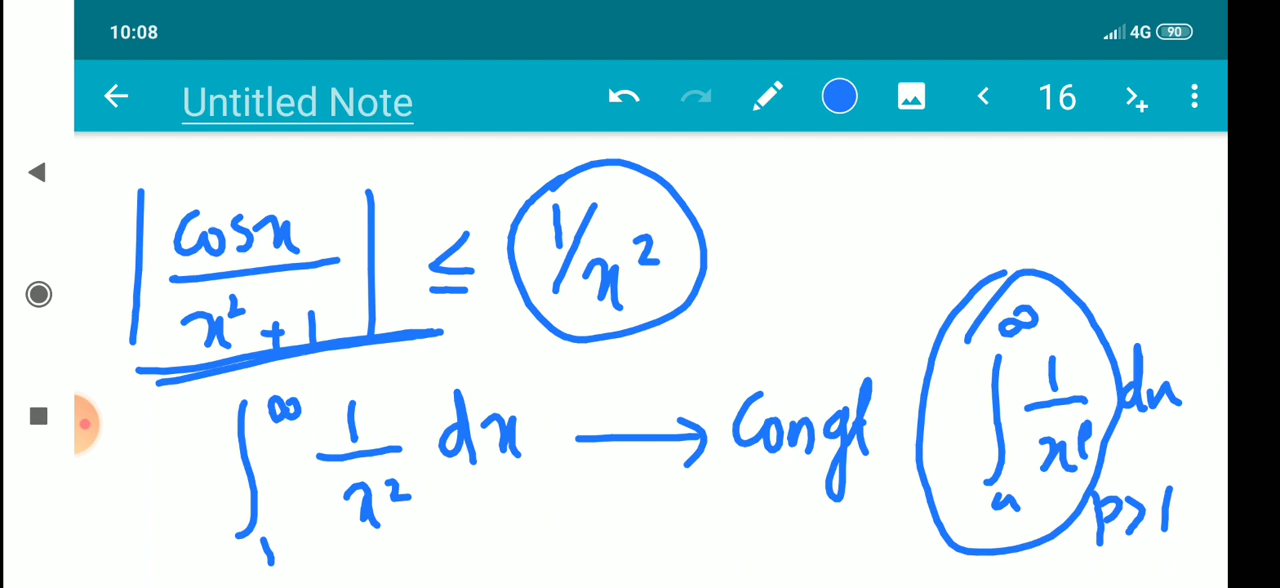 10:08 4G 90
Untitled Note 16
|cosx / x² + 1| ≤ 1/x²
∫₁^∞ 1/x² dx → Congt ∫ₐ^∞ 1/xᵖ dx
p>1